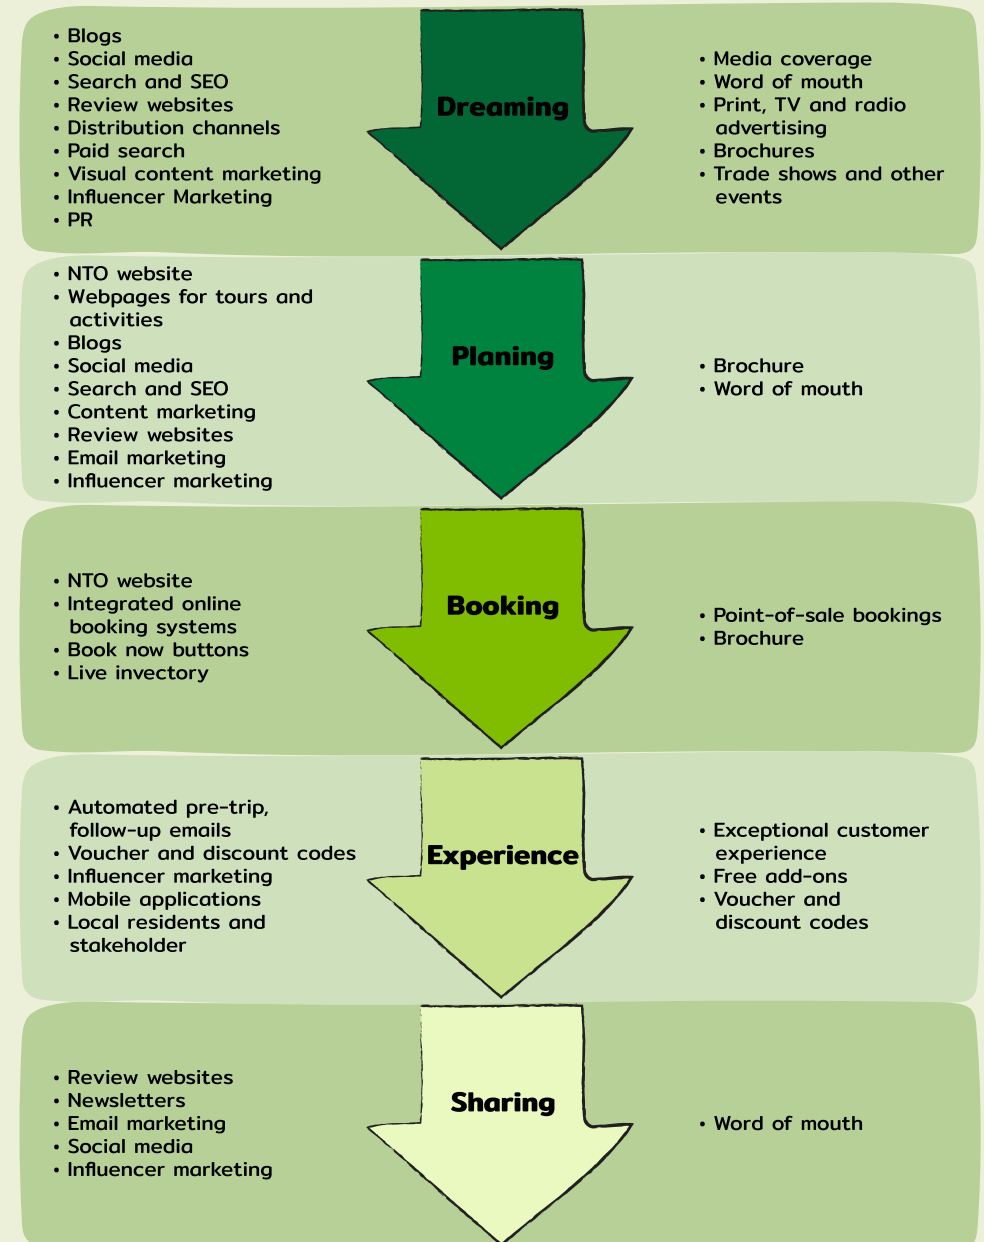 • Blogs
• Social media
• Search and SEO
• Review websites
• Distribution channels
• Paid search
• Visual content marketing
• Influencer Marketing
• PR
Dreaming
• Media coverage
• Word of mouth
• Print, TV and radio
advertising
• Brochures
• Trade shows and other
events
• NTO website
• Webpages for tours and
activities
• Blogs
• Social media
• Search and SEO
• Content marketing
• Review websites
• Email marketing
• Influencer marketing
Planing
• Brochure
• Word of mouth
• NTO website
• Integrated online
booking systems
• Book now buttons
• Live invectory
Booking
• Point-of-sale bookings
• Brochure
• Automated pre-trip,
follow-up emails
• Voucher and discount codes
• Influencer marketing
• Mobile applications
• Local residents and
stakeholder
Experience
• Exceptional customer
experience
• Free add-ons
• Voucher and
discount codes
• Review websites
• Newsletters
• Email marketing
• Social media
• Influencer marketing
Sharing
• Word of mouth